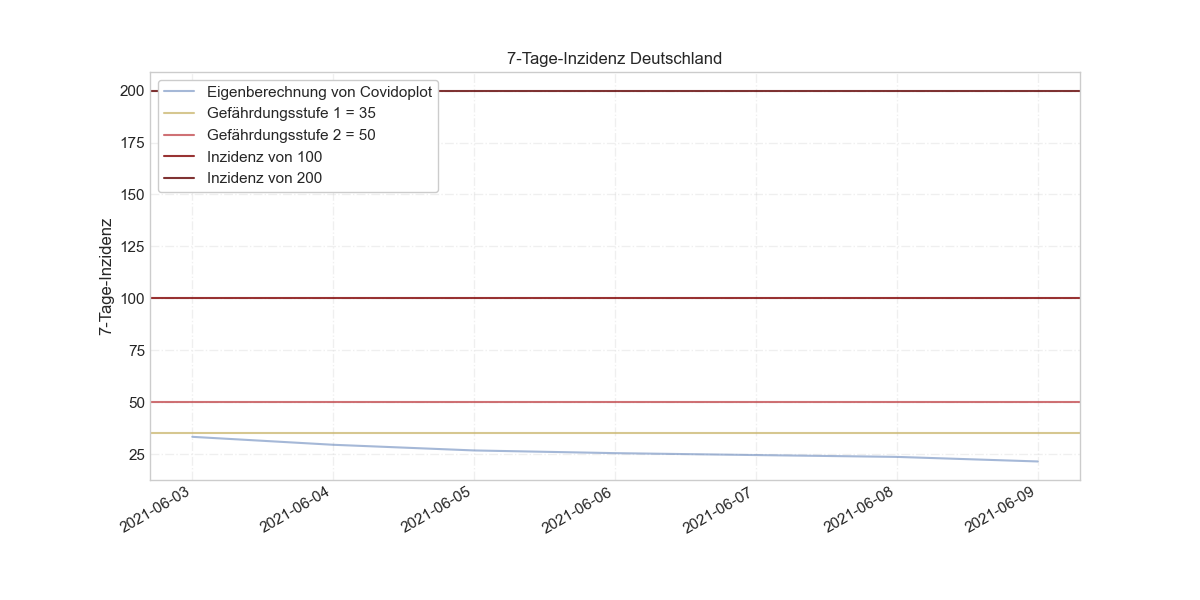 7-Tage-Inzidenz Deutschland
Eigenberechnung von Covidoplot
Gefährdungsstufe 1 = 35
Gefährdungsstufe 2 = 50
Inzidenz von 100
Inzidenz von 200
7-Tage-Inzidenz
200
175
150
125
100
75
50
25
2021-06-03
2021-06-04
2021-06-05
2021-06-06
2021-06-07
2021-06-08
2021-06-09